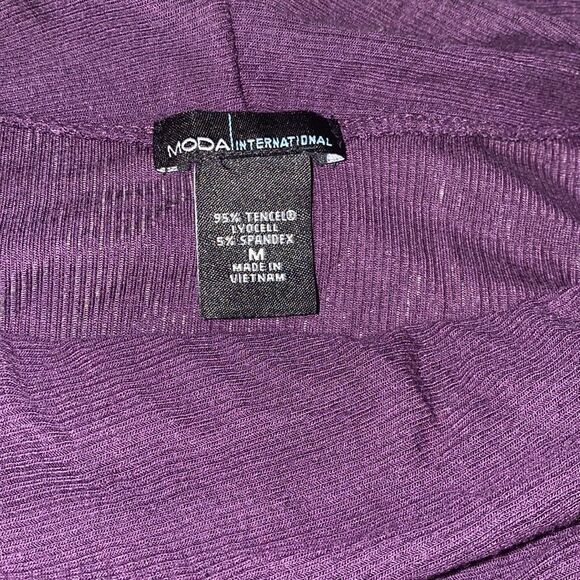 MODA INTERNATIONAL
95% TENCEL®
LYOCELL
5% SPANDEX
M
MADE IN
VIETNAM